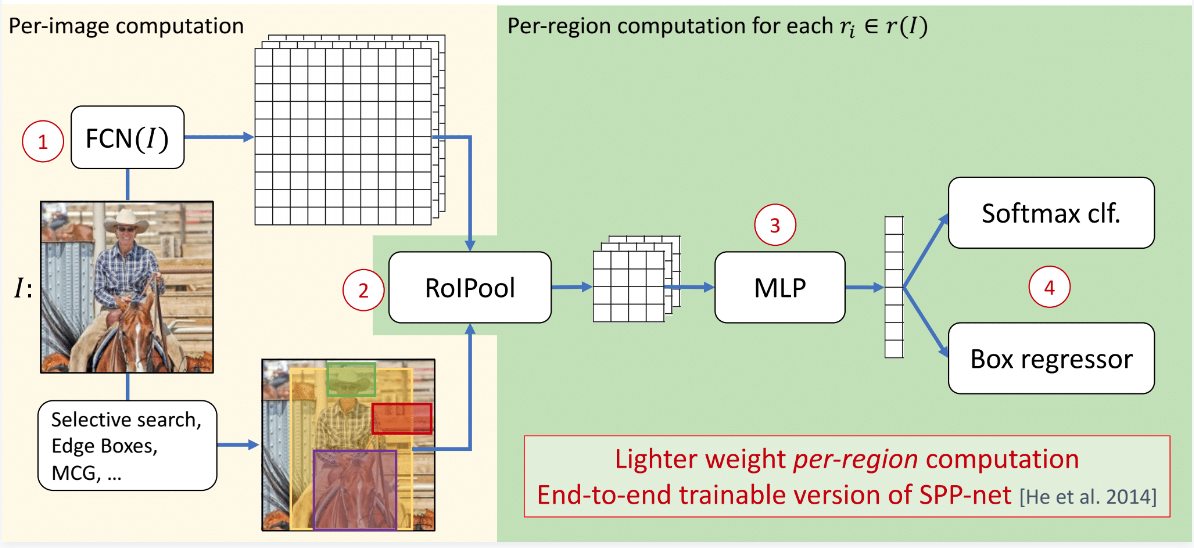 Per-image computation
Per-region computation for each rᵢ ∈ r(I)
1
FCN(I)
I:
Selective search,
Edge Boxes,
MCG, ...
2
RoIPool
3
MLP
Softmax clf.
4
Box regressor
Lighter weight per-region computation
End-to-end trainable version of SPP-net [He et al. 2014]